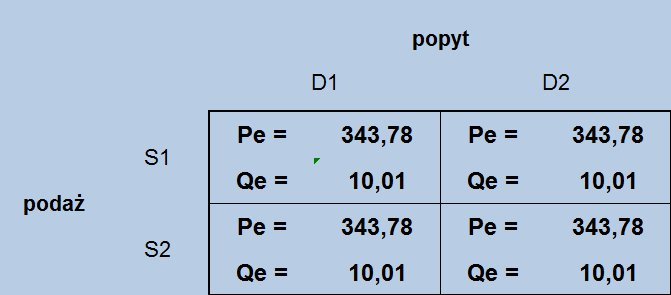 popyt
D1 D2
S1 Pe = 343,78 Pe = 343,78
Qe = 10,01 Qe = 10,01
podaż
S2 Pe = 343,78 Pe = 343,78
Qe = 10,01 Qe = 10,01